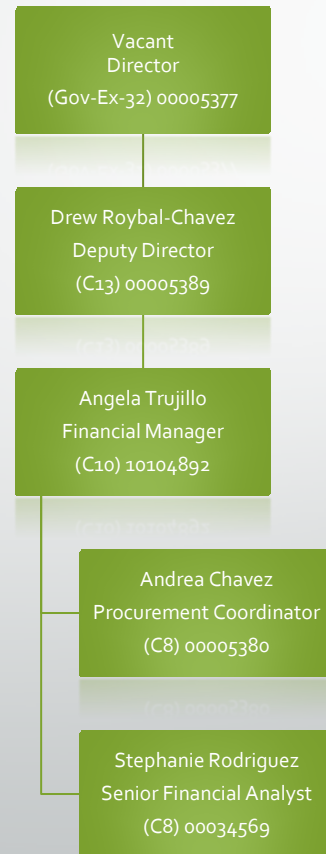 Vacant
Director
(Gov-Ex-32) 00005377
Drew Roybal-Chavez
Deputy Director
(C13) 00005389
Angela Trujillo
Financial Manager
(C10) 10104892
Andrea Chavez
Procurement Coordinator
(C8) 00005380
Stephanie Rodriguez
Senior Financial Analyst
(C8) 00034569